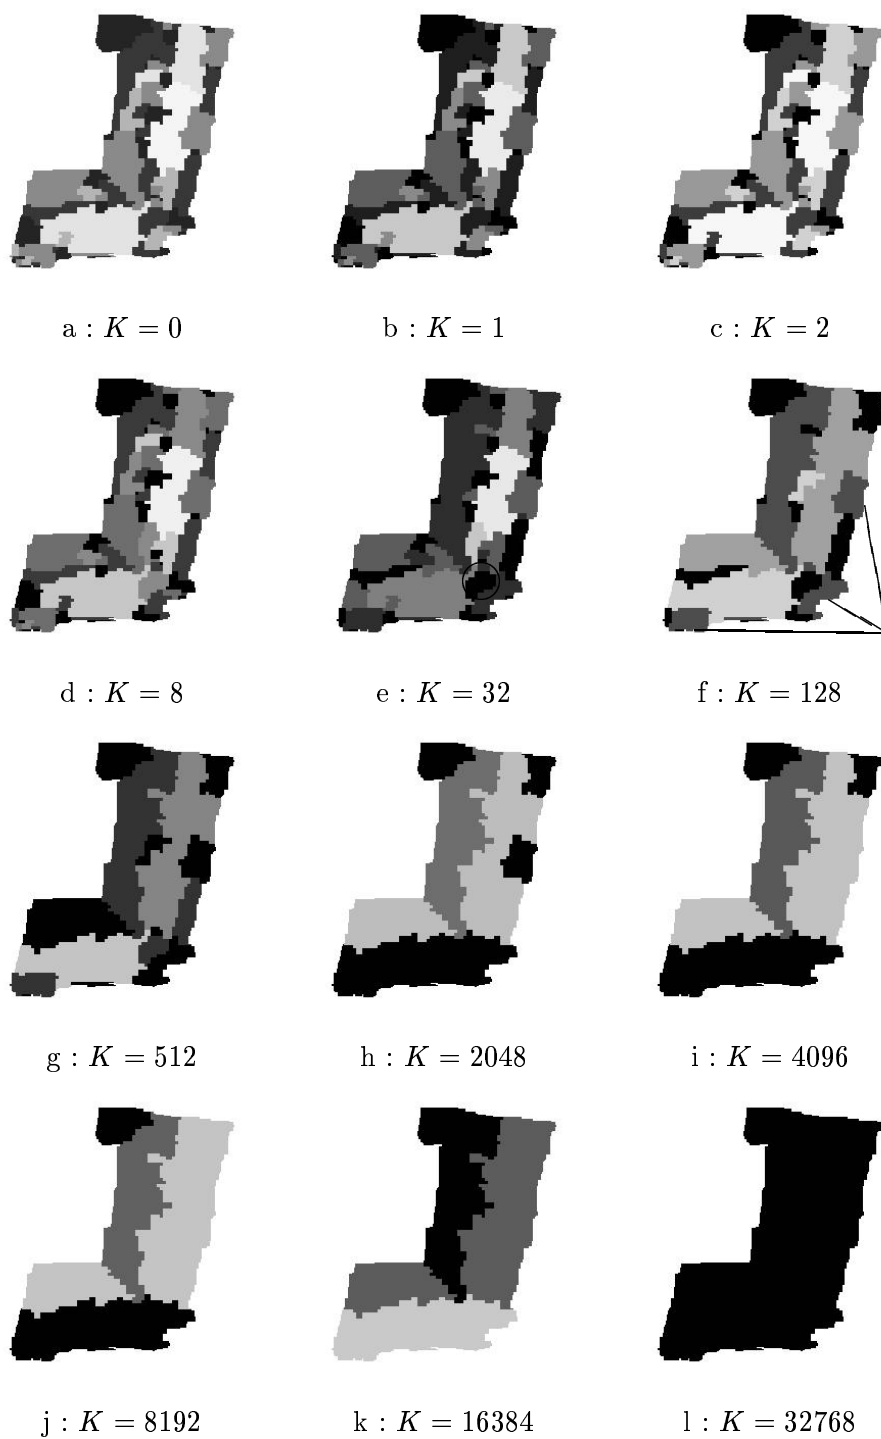 a : K = 0
b : K = 1
c : K = 2
d : K = 8
e : K = 32
f : K = 128
g : K = 512
h : K = 2048
i : K = 4096
j : K = 8192
k : K = 16384
l : K = 32768